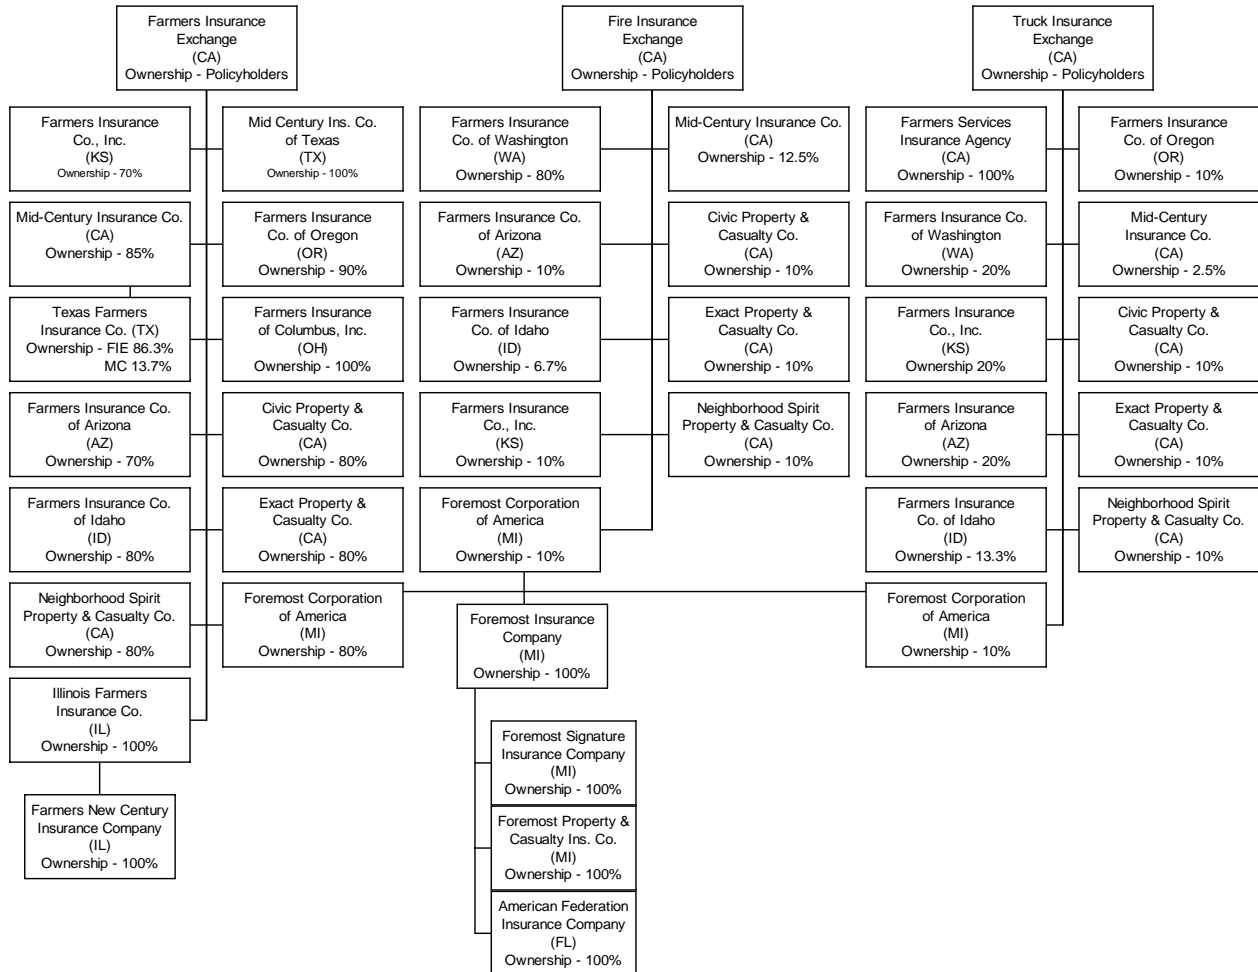 Farmers Insurance
Exchange
(CA)
Ownership - Policyholders
Fire Insurance
Exchange
(CA)
Ownership - Policyholders
Truck Insurance
Exchange
(CA)
Ownership - Policyholders
Farmers Insurance
Co., Inc.
(KS)
Ownership - 70%
Mid Century Ins. Co.
of Texas
(TX)
Ownership - 100%
Farmers Insurance
Co. of Washington
(WA)
Ownership - 80%
Mid-Century Insurance Co.
(CA)
Ownership - 12.5%
Farmers Services
Insurance Agency
(CA)
Ownership - 100%
Farmers Insurance
Co. of Oregon
(OR)
Ownership - 10%
Mid-Century Insurance Co.
(CA)
Ownership - 85%
Farmers Insurance
Co. of Oregon
(OR)
Ownership - 90%
Farmers Insurance Co.
of Arizona
(AZ)
Ownership - 10%
Civic Property &
Casualty Co.
(CA)
Ownership - 10%
Farmers Insurance Co.
of Washington
(WA)
Ownership - 20%
Mid-Century
Insurance Co.
(CA)
Ownership - 2.5%
Texas Farmers
Insurance Co. (TX)
Ownership - FIE 86.3%
MC 13.7%
Farmers Insurance
of Columbus, Inc.
(OH)
Ownership - 100%
Farmers Insurance
Co. of Idaho
(ID)
Ownership - 6.7%
Exact Property &
Casualty Co.
(CA)
Ownership - 10%
Farmers Insurance
Co., Inc.
(KS)
Ownership 20%
Civic Property &
Casualty Co.
(CA)
Ownership - 10%
Farmers Insurance Co.
of Arizona
(AZ)
Ownership - 70%
Civic Property &
Casualty Co.
(CA)
Ownership - 80%
Farmers Insurance
Co., Inc.
(KS)
Ownership - 10%
Neighborhood Spirit
Property & Casualty Co.
(CA)
Ownership - 10%
Farmers Insurance
of Arizona
(AZ)
Ownership - 20%
Exact Property &
Casualty Co.
(CA)
Ownership - 10%
Farmers Insurance Co.
of Idaho
(ID)
Ownership - 80%
Exact Property &
Casualty Co.
(CA)
Ownership - 80%
Foremost Corporation
of America
(MI)
Ownership - 10%
Farmers Insurance
Co. of Idaho
(ID)
Ownership - 13.3%
Neighborhood Spirit
Property & Casualty Co.
(CA)
Ownership - 10%
Neighborhood Spirit
Property & Casualty Co.
(CA)
Ownership - 80%
Foremost Corporation
of America
(MI)
Ownership - 80%
Foremost Insurance
Company
(MI)
Ownership - 100%
Foremost Corporation
of America
(MI)
Ownership - 10%
Illinois Farmers
Insurance Co.
(IL)
Ownership - 100%
Foremost Signature
Insurance Company
(MI)
Ownership - 100%
Farmers New Century
Insurance Company
(IL)
Ownership - 100%
Foremost Property &
Casualty Ins. Co.
(MI)
Ownership - 100%
American Federation
Insurance Company
(FL)
Ownership - 100%